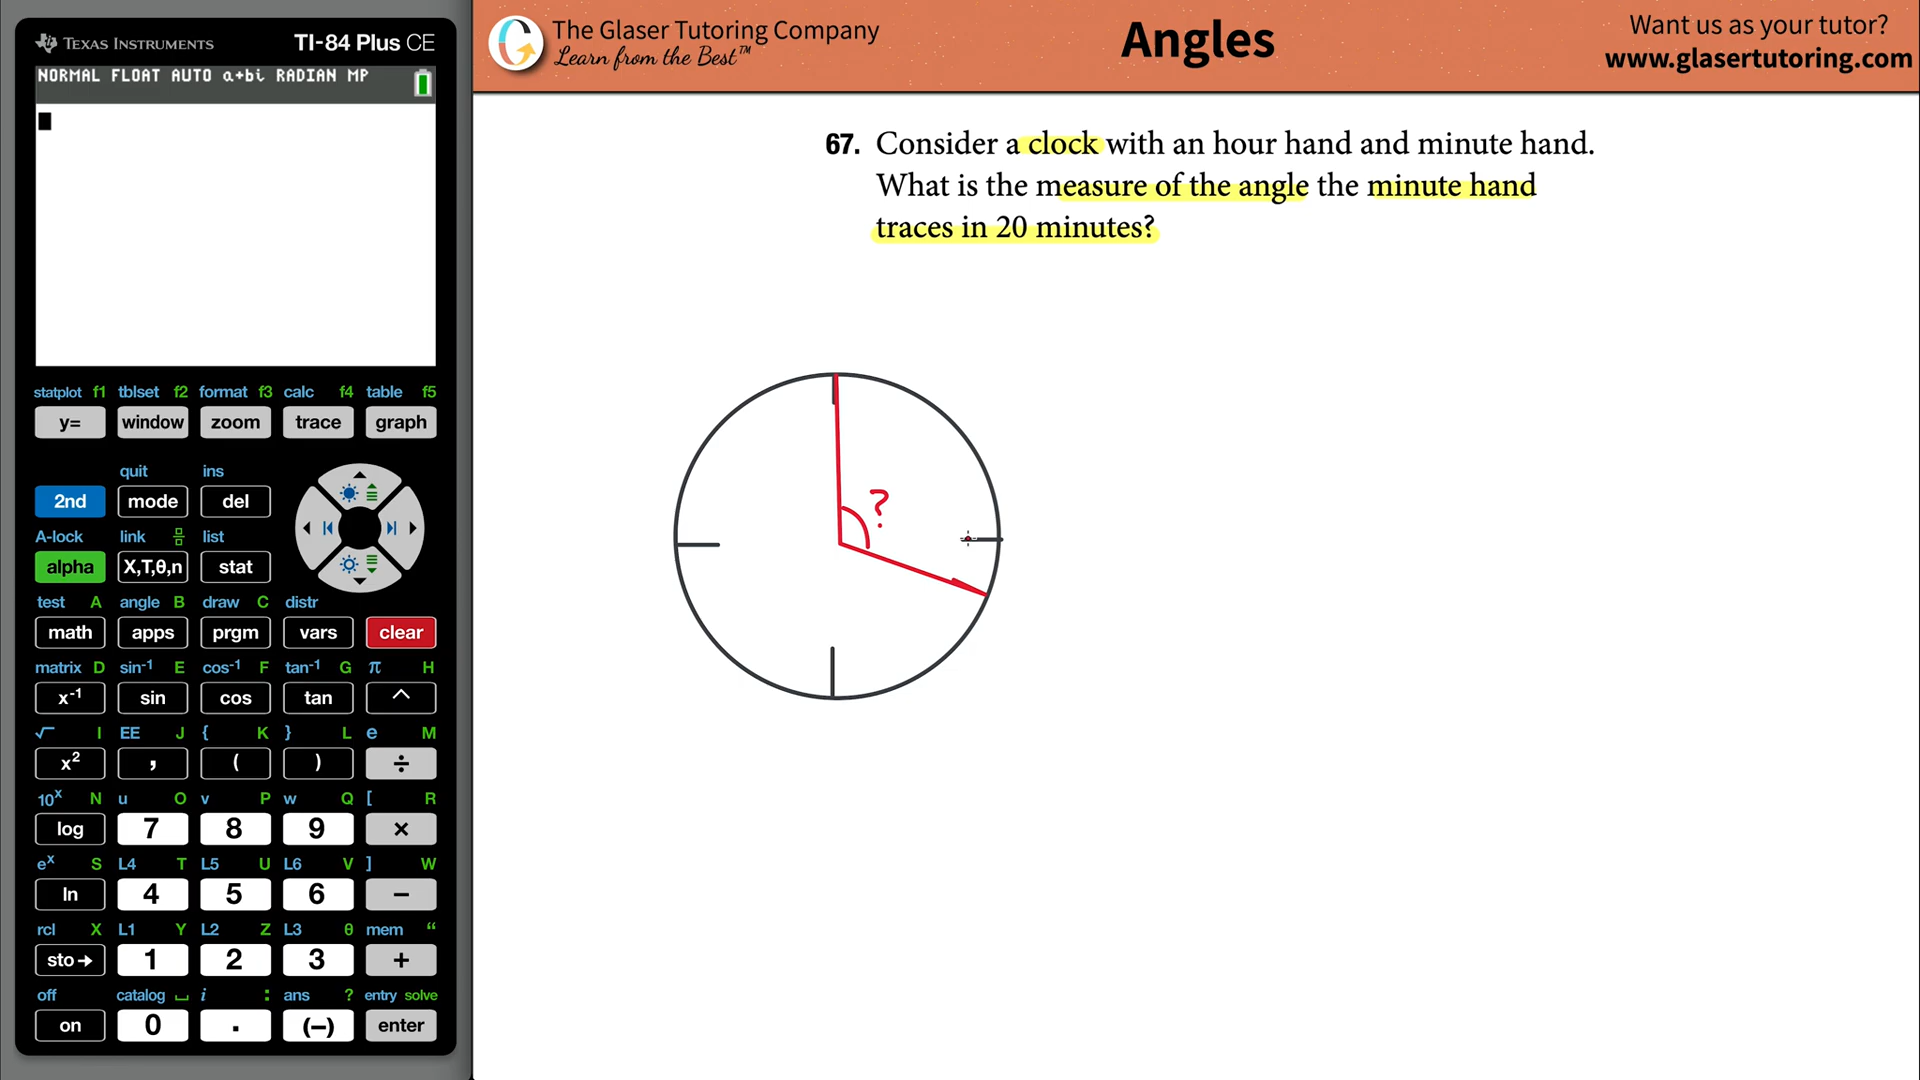 TEXAS INSTRUMENTS TI-84 Plus CE
NORMAL FLOAT AUTO a+bi RADIAN MP
statplot f1 tblset f2 format f3 calc f4 table f5
y= window zoom trace graph
quit ins
2nd mode del
A-lock link list
alpha X,T,θ,n stat
test A angle B draw C distr
math apps prgm vars clear
matrix D sin⁻¹ E cos⁻¹ F tan⁻¹ G π H
x⁻¹ sin cos tan ^
√ I EE J { K } L e M
x² , ( ) ÷
10ˣ N u O v P w Q [ R
log 7 8 9 ×
eˣ S L4 T L5 U L6 V ] W
ln 4 5 6 −
rcl X L1 Y L2 Z L3 θ mem “
sto→ 1 2 3 +
off catalog ⎵ i : ans ? entry solve
on 0 . (−) enter
The Glaser Tutoring Company
Learn from the Best™
Angles
Want us as your tutor?
www.glasertutoring.com
67. Consider a clock with an hour hand and minute hand.
What is the measure of the angle the minute hand
traces in 20 minutes?
?